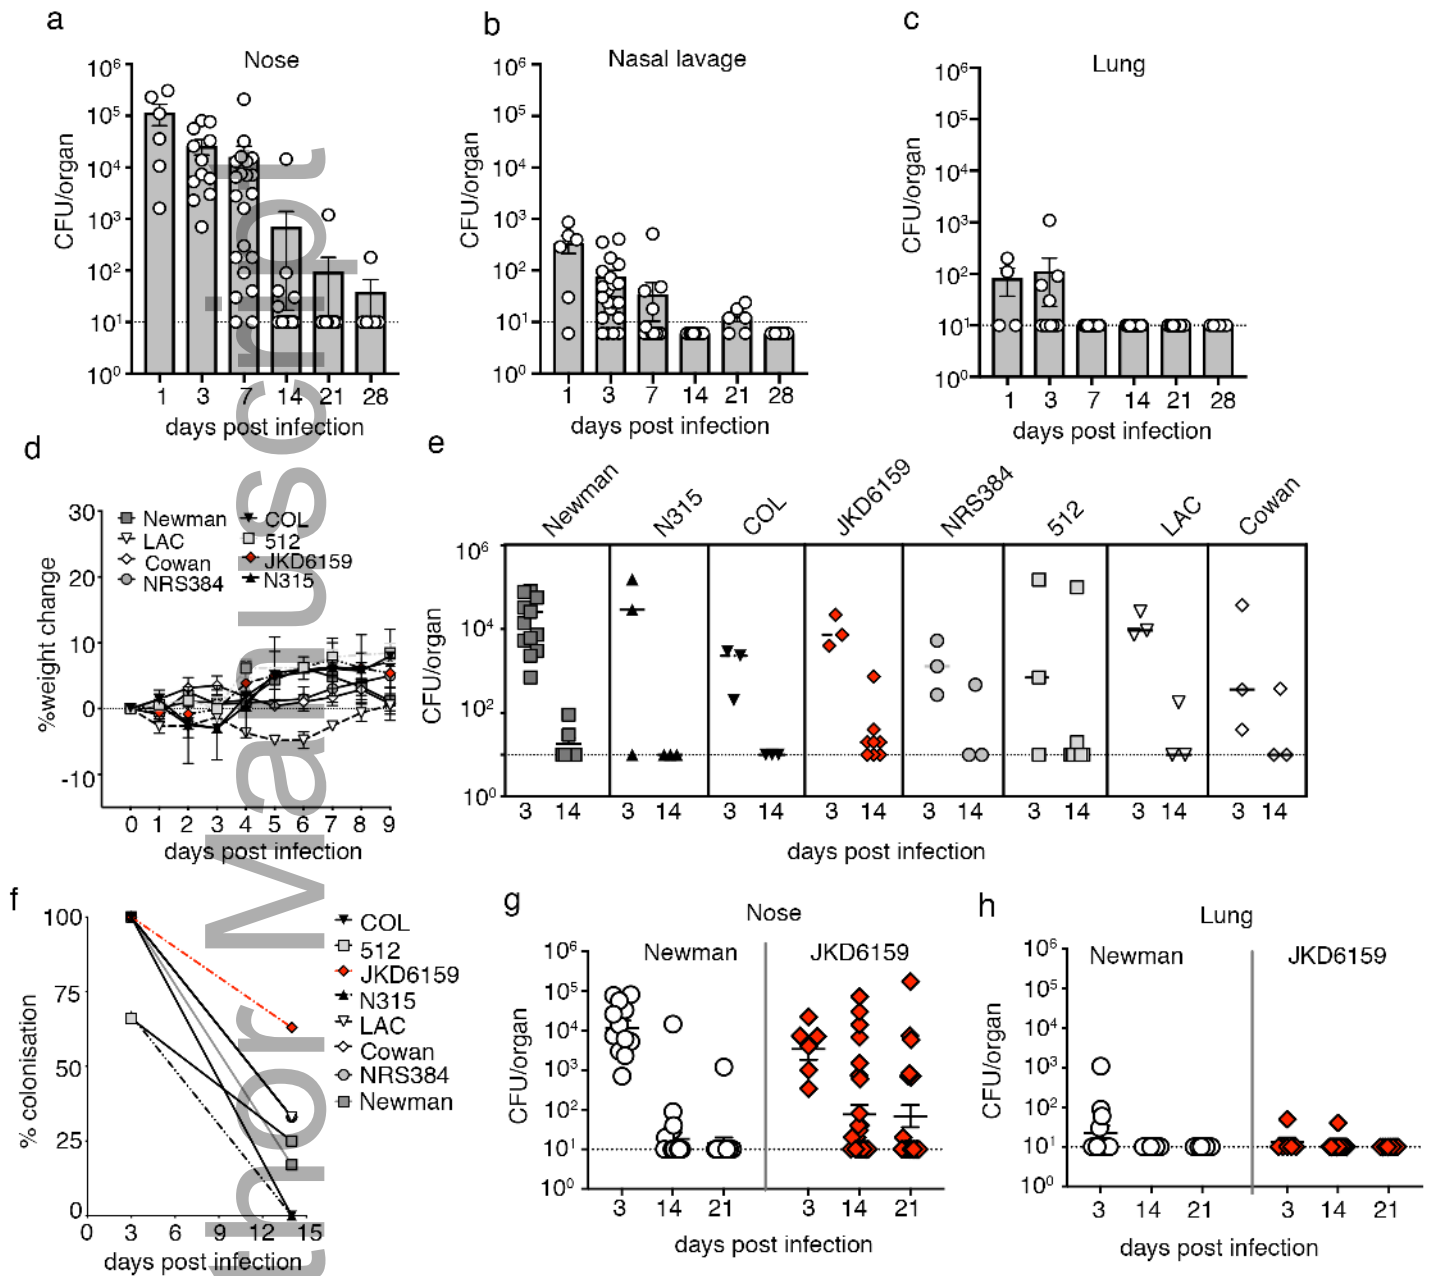 a
Nose
CFU/organ
10⁶
10⁵
10⁴
10³
10²
10¹
10⁰
1 3 7 14 21 28
days post infection
b
Nasal lavage
CFU/organ
10⁶
10⁵
10⁴
10³
10²
10¹
10⁰
1 3 7 14 21 28
days post infection
c
Lung
CFU/organ
10⁶
10⁵
10⁴
10³
10²
10¹
10⁰
1 3 7 14 21 28
days post infection
d
%weight change
30
20
10
0
-10
Newman
LAC
Cowan
NRS384
COL
512
JKD6159
N315
0 1 2 3 4 5 6 7 8 9
days post infection
e
Newman
N315
COL
JKD6159
NRS384
512
LAC
Cowan
CFU/organ
10⁶
10⁴
10²
10⁰
3 14 3 14 3 14 3 14 3 14 3 14 3 14 3 14
days post infection
f
% colonisation
100
75
50
25
0
0 3 6 9 12 15
days post infection
COL
512
JKD6159
N315
LAC
Cowan
NRS384
Newman
g
Nose
Newman JKD6159
CFU/organ
10⁶
10⁵
10⁴
10³
10²
10¹
10⁰
3 14 21 3 14 21
days post infection
h
Lung
Newman JKD6159
CFU/organ
10⁶
10⁵
10⁴
10³
10²
10¹
10⁰
3 14 21 3 14 21
days post infection
thor Manuscript